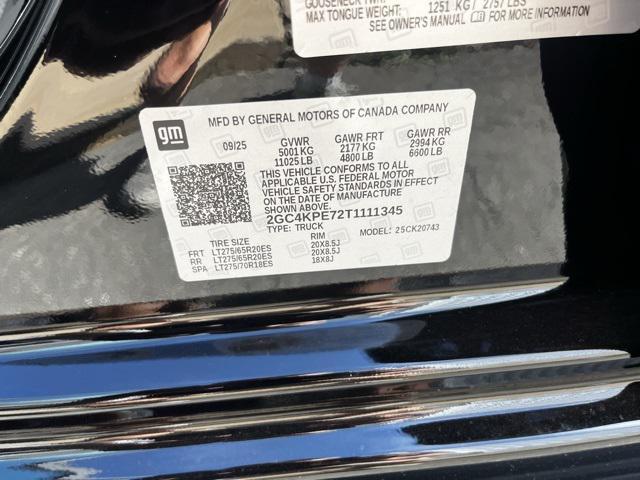 GOOSENECK TWR:
MAX TONGUE WEIGHT: 1251 KG / 2757 LBS
SEE OWNER'S MANUAL FOR MORE INFORMATION
MFD BY GENERAL MOTORS OF CANADA COMPANY
gm
09/25 GVWR GAWR FRT GAWR RR
5001 KG 2177 KG 2994 KG
11025 LB 4800 LB 6600 LB
THIS VEHICLE CONFORMS TO ALL
APPLICABLE U.S. FEDERAL MOTOR
VEHICLE SAFETY STANDARDS IN EFFECT
ON THE DATE OF MANUFACTURE
2GC4KPE72T1111345
TYPE: TRUCK MODEL: 25CK20743
TIRE SIZE RIM
FRT LT275/65R20ES 20X8.5J
RR LT275/65R20ES 20X8.5J
SPA LT275/70R18ES 18X8J